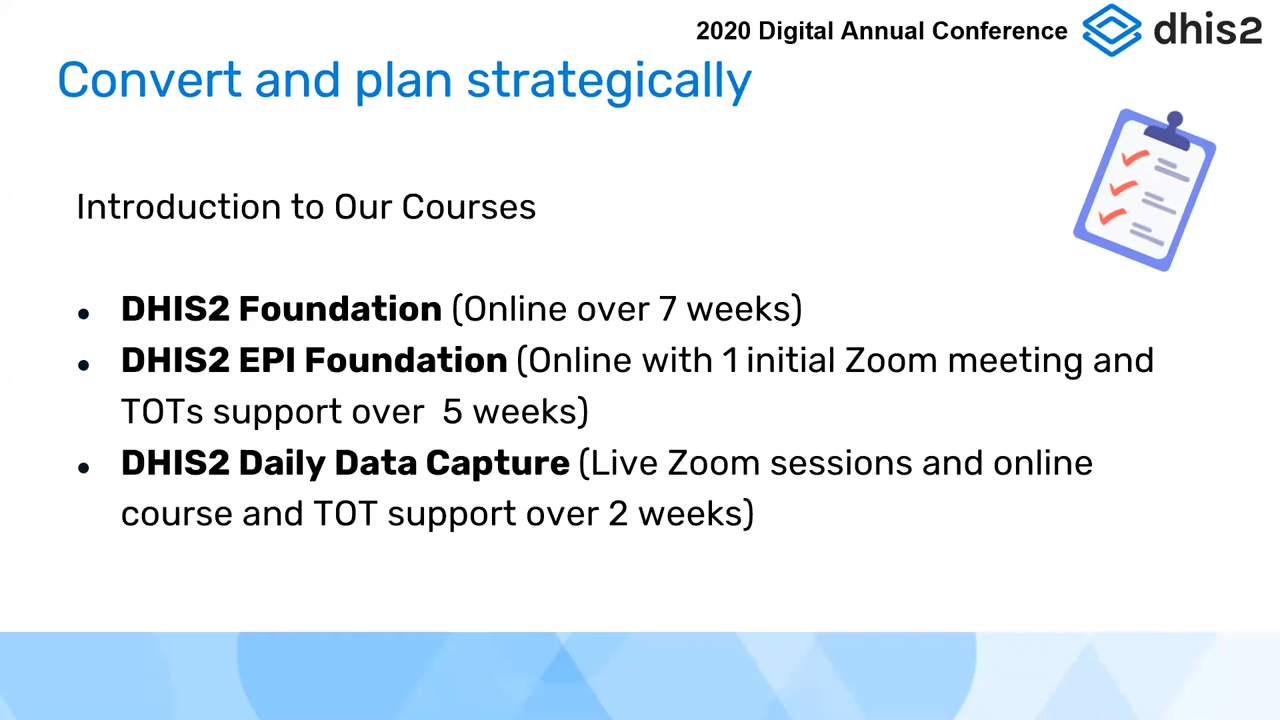 2020 Digital Annual Conference
dhis2
Convert and plan strategically
Introduction to Our Courses
• DHIS2 Foundation (Online over 7 weeks)
• DHIS2 EPI Foundation (Online with 1 initial Zoom meeting and
TOTs support over 5 weeks)
• DHIS2 Daily Data Capture (Live Zoom sessions and online
course and TOT support over 2 weeks)